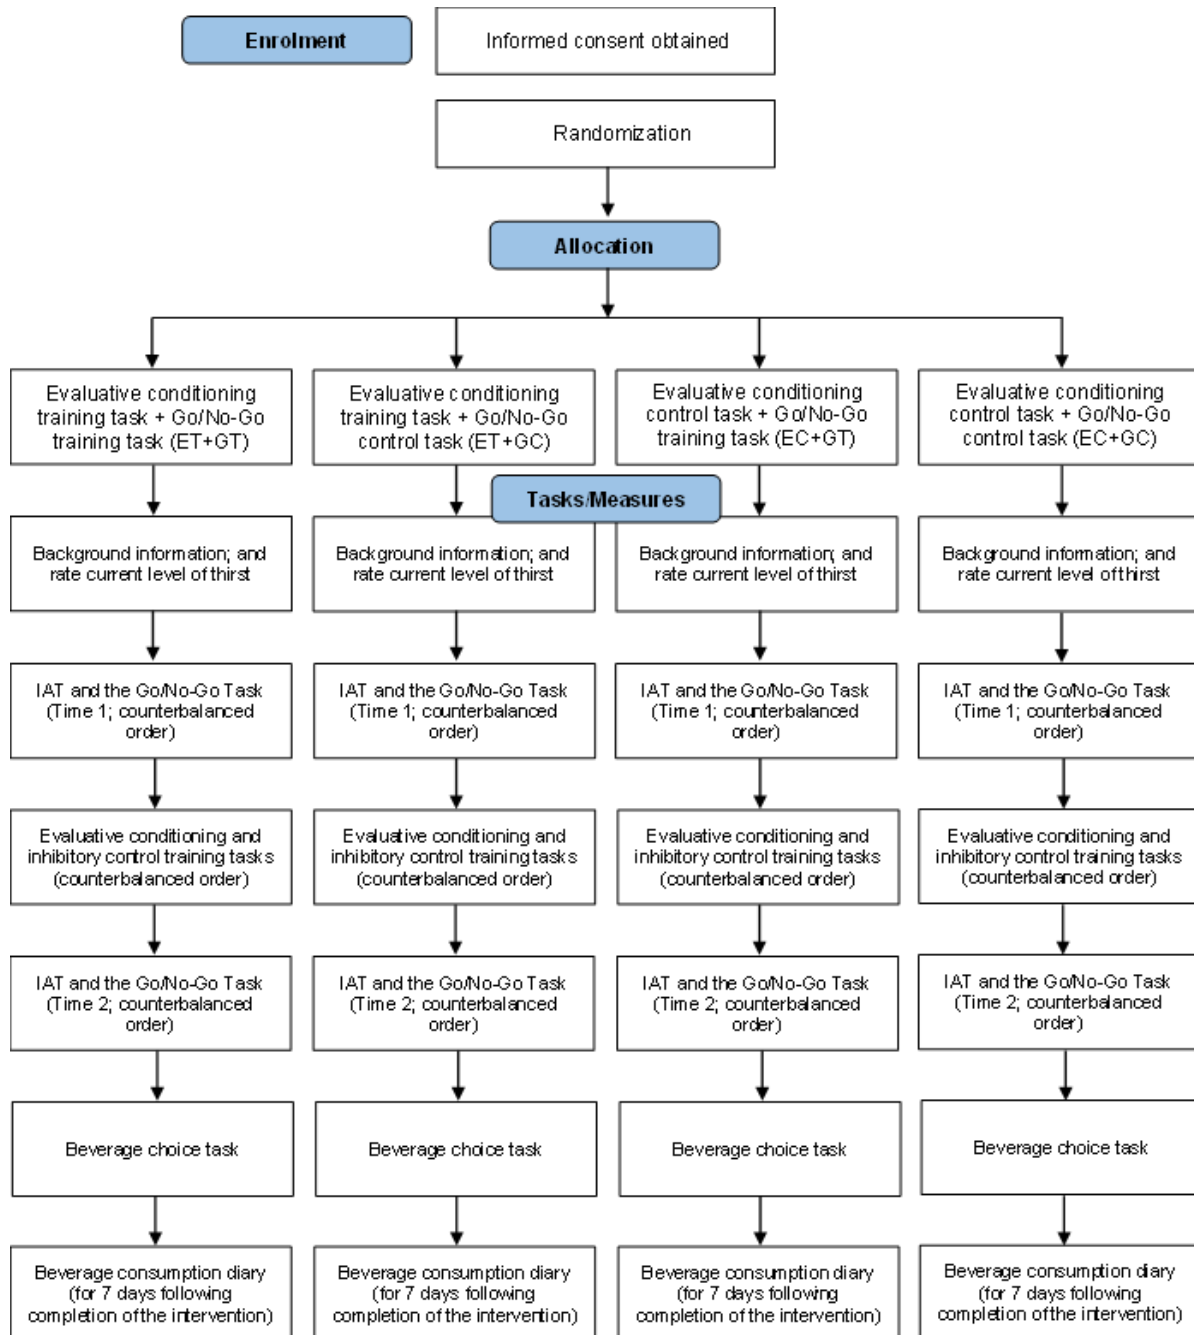 Enrolment
Informed consent obtained
Randomization
Allocation
Evaluative conditioning
training task + Go/No-Go
training task (ET+GT)
Evaluative conditioning
training task + Go/No-Go
control task (ET+GC)
Evaluative conditioning
control task + Go/No-Go
training task (EC+GT)
Evaluative conditioning
control task + Go/No-Go
control task (EC+GC)
Tasks/Measures
Background information; and
rate current level of thirst
Background information; and
rate current level of thirst
Background information; and
rate current level of thirst
Background information; and
rate current level of thirst
IAT and the Go/No-Go Task
(Time 1; counterbalanced
order)
IAT and the Go/No-Go Task
(Time 1; counterbalanced
order)
IAT and the Go/No-Go Task
(Time 1; counterbalanced
order)
IAT and the Go/No-Go Task
(Time 1; counterbalanced
order)
Evaluative conditioning and
inhibitory control training tasks
(counterbalanced order)
Evaluative conditioning and
inhibitory control training tasks
(counterbalanced order)
Evaluative conditioning and
inhibitory control training tasks
(counterbalanced order)
Evaluative conditioning and
inhibitory control training tasks
(counterbalanced order)
IAT and the Go/No-Go Task
(Time 2; counterbalanced
order)
IAT and the Go/No-Go Task
(Time 2; counterbalanced
order)
IAT and the Go/No-Go Task
(Time 2; counterbalanced
order)
IAT and the Go/No-Go Task
(Time 2; counterbalanced
order)
Beverage choice task
Beverage choice task
Beverage choice task
Beverage choice task
Beverage consumption diary
(for 7 days following
completion of the intervention)
Beverage consumption diary
(for 7 days following
completion of the intervention)
Beverage consumption diary
(for 7 days following
completion of the intervention)
Beverage consumption diary
(for 7 days following
completion of the intervention)